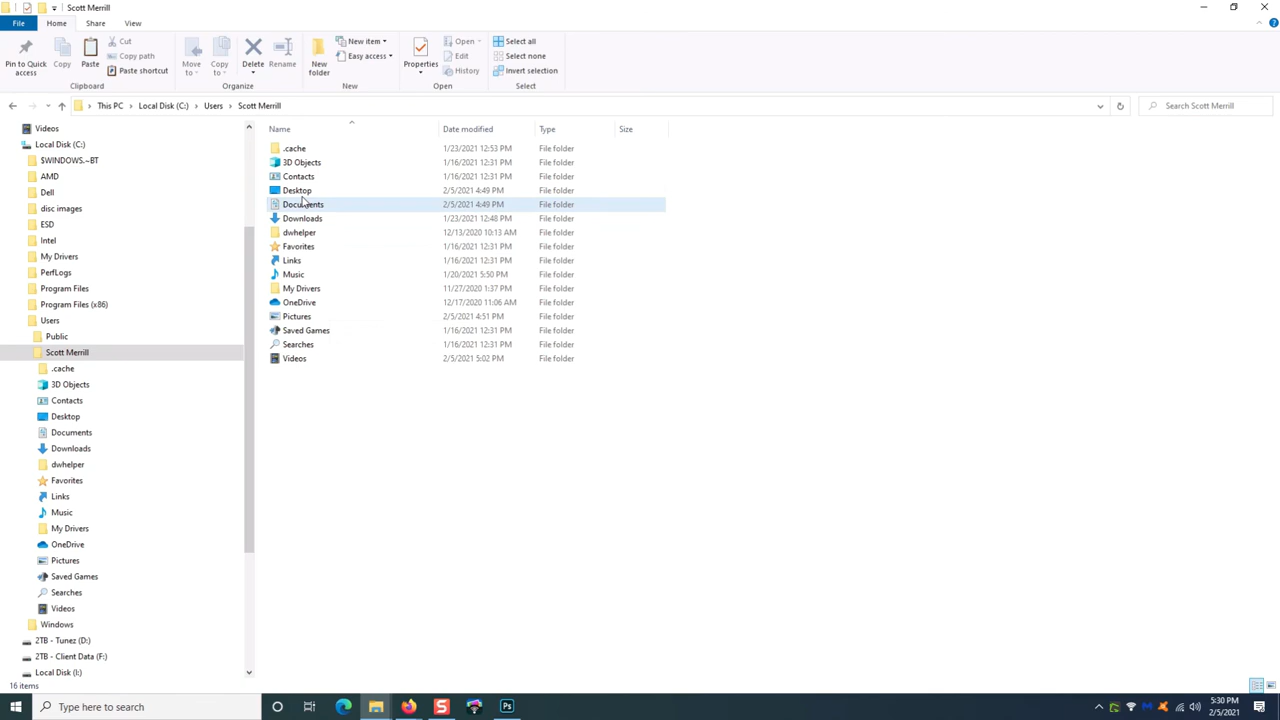 Scott Merrill
File Home Share View
Pin to Quick access
Copy
Paste
Cut
Copy path
Paste shortcut
Clipboard
Move to
Copy to
Delete
Rename
Organize
New folder
New item
Easy access
New
Properties
Open
Edit
History
Open
Select all
Select none
Invert selection
Select
This PC > Local Disk (C:) > Users > Scott Merrill
Search Scott Merrill
Videos
Local Disk (C:)
$WINDOWS.~BT
AMD
Dell
disc images
ESD
Intel
My Drivers
PerfLogs
Program Files
Program Files (x86)
Users
Public
Scott Merrill
.cache
3D Objects
Contacts
Desktop
Documents
Downloads
dwhelper
Favorites
Links
Music
My Drivers
OneDrive
Pictures
Saved Games
Searches
Videos
Windows
2TB - Tunez (D:)
2TB - Client Data (F:)
Local Disk (I:)
Name Date modified Type Size
.cache 1/23/2021 12:53 PM File folder
3D Objects 1/16/2021 12:31 PM File folder
Contacts 1/16/2021 12:31 PM File folder
Desktop 2/5/2021 4:49 PM File folder
Documents 2/5/2021 4:49 PM File folder
Downloads 1/23/2021 12:48 PM File folder
dwhelper 12/13/2020 10:13 AM File folder
Favorites 1/16/2021 12:31 PM File folder
Links 1/16/2021 12:31 PM File folder
Music 1/20/2021 5:50 PM File folder
My Drivers 11/27/2020 1:37 PM File folder
OneDrive 12/17/2020 11:06 AM File folder
Pictures 2/5/2021 4:51 PM File folder
Saved Games 1/16/2021 12:31 PM File folder
Searches 1/16/2021 12:31 PM File folder
Videos 2/5/2021 5:02 PM File folder
16 items
Type here to search
5:30 PM
2/5/2021